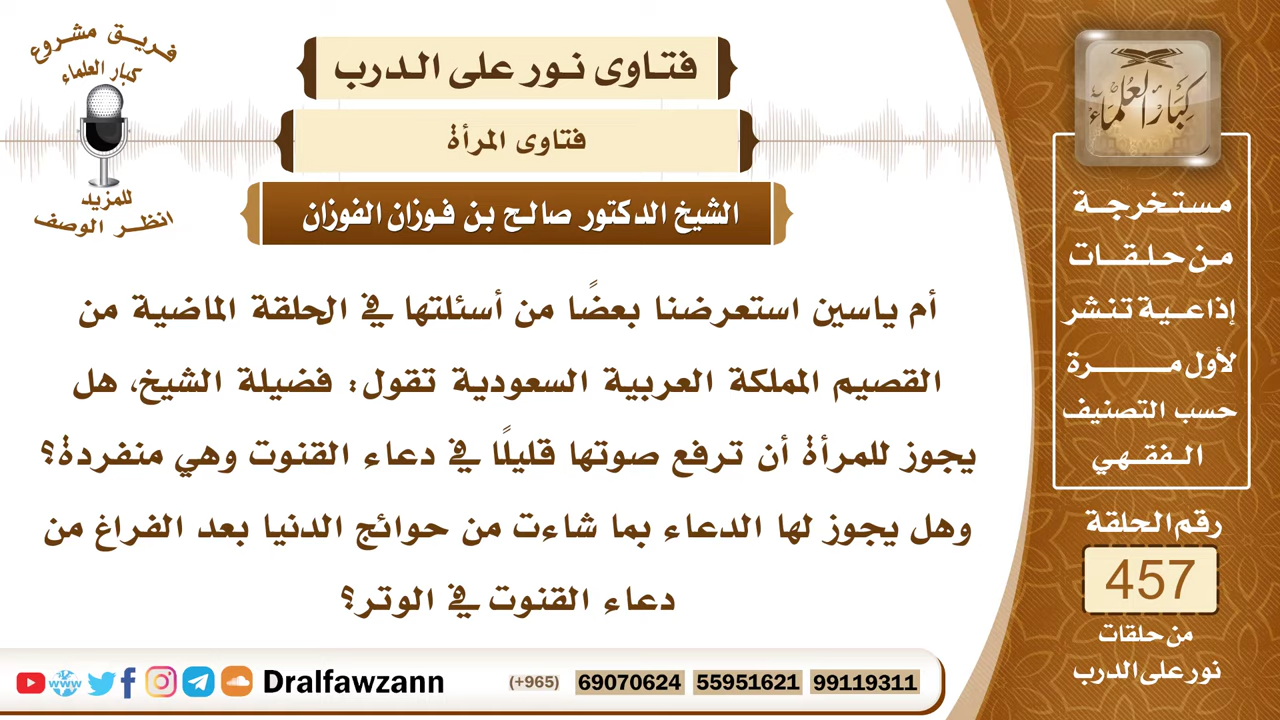 فريق مشروع
كبار العلماء
للمزيد
انظر الوصف
فتاوى نور على الدرب
فتاوى المرأة
الشيخ الدكتور صالح بن فوزان الفوزان
أم ياسين استعرضنا بعضًا من أسئلتها في الحلقة الماضية من
القصيم المملكة العربية السعودية تقول: فضيلة الشيخ، هل
يجوز للمرأة أن ترفع صوتها قليلًا في دعاء القنوت وهي منفردة؟
وهل يجوز لها الدعاء بما شاءت من حوائج الدنيا بعد الفراغ من
دعاء القنوت في الوتر؟
كبار العلماء
مستخرجة
من حلقات
إذاعية تنشر
لأول مرة
حسب التصنيف
الفقهي
رقم الحلقة
457
من حلقات
نور على الدرب
www Dralfawzann (+965) 69070624 55951621 99119311